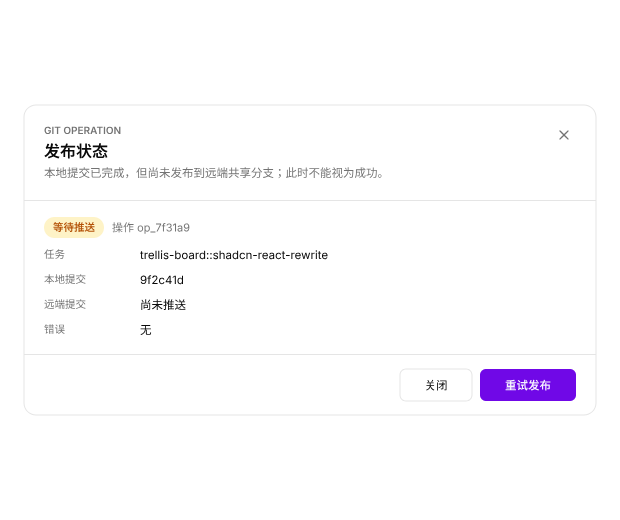 GIT OPERATION
发布状态
本地提交已完成，但尚未发布到远端共享分支；此时不能视为成功。
等待推送 操作 op_7f31a9
任务 trellis-board::shadcn-react-rewrite
本地提交 9f2c41d
远端提交 尚未推送
错误 无
关闭 重试发布